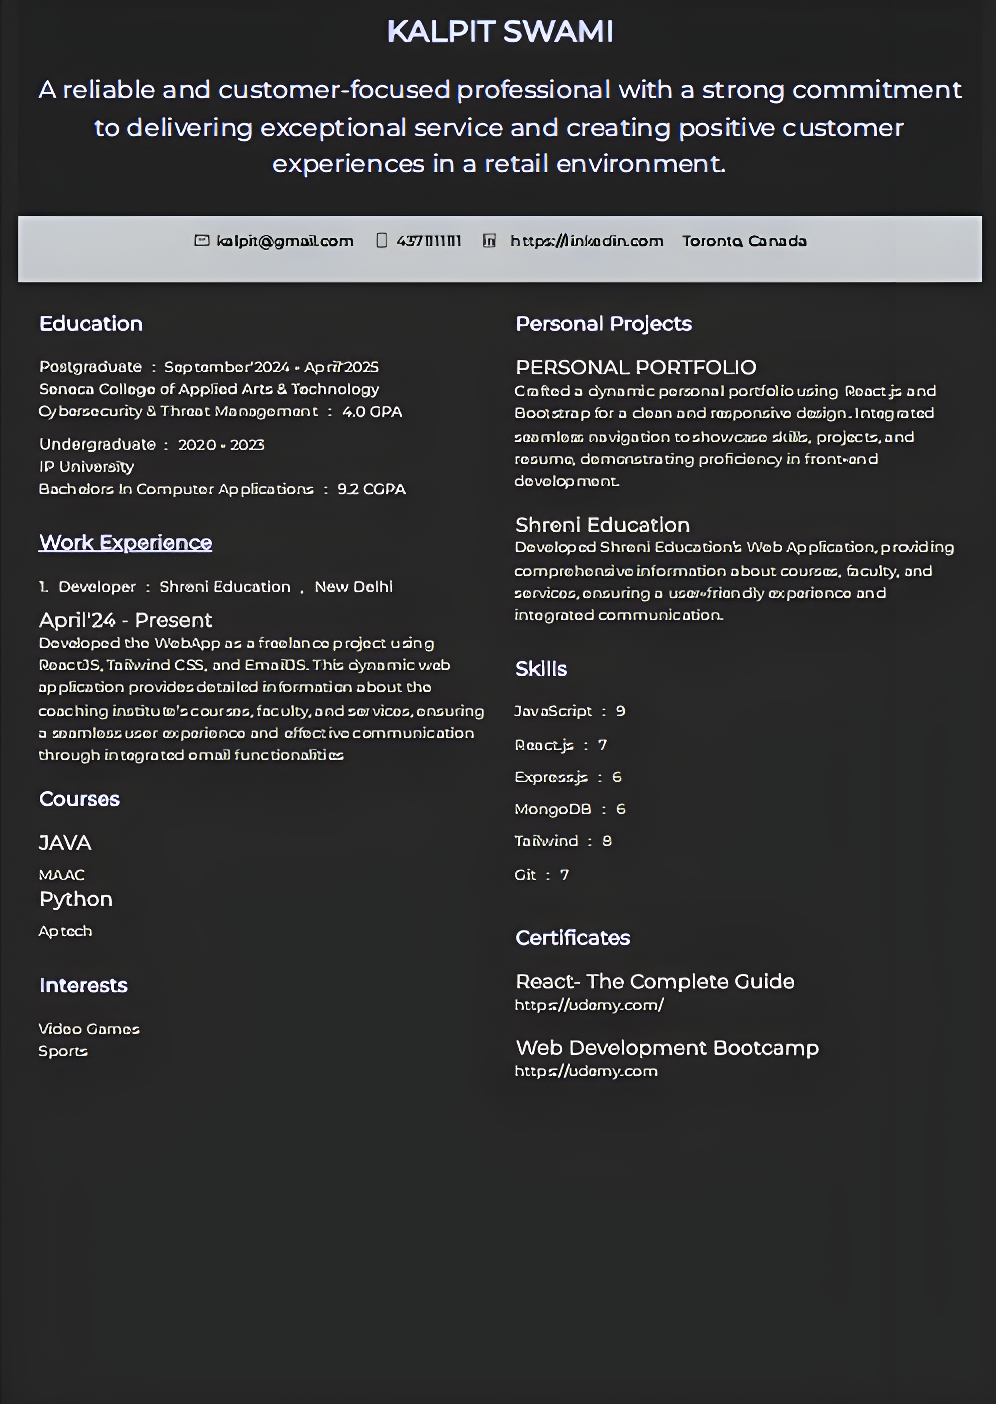 KALPIT SWAMI
A reliable and customer-focused professional with a strong commitment
to delivering exceptional service and creating positive customer
experiences in a retail environment.
kalpit@gmail.com https://linkedin.com Toronto, Canada
Education
Postgraduate : September'2024 - April'2025
Seneca College of Applied Arts & Technology
Cybersecurity & Threat Management : 4.0 GPA
Undergraduate : 2020 - 2023
IP University
Bachelors In Computer Applications : 9.2 CGPA
Work Experience
1. Developer : Shreni Education , New Delhi
April'24 - Present
Developed the WebApp as a freelance project using
ReactJS, Tailwind CSS, and EmailJS. This dynamic web
application provides detailed information about the
coaching institute's courses, faculty, and services, ensuring
a seamless user experience and effective communication
through integrated email functionalities
Courses
JAVA
MAAC
Python
Aptech
Interests
Video Games
Sports
Personal Projects
PERSONAL PORTFOLIO
Crafted a dynamic personal portfolio using React.js and
Bootstrap for a clean and responsive design. Integrated
seamless navigation to showcase skills, projects, and
resume, demonstrating proficiency in front-end
development.
Shreni Education
Developed Shreni Education's Web Application, providing
comprehensive information about courses, faculty, and
services, ensuring a user-friendly experience and
integrated communication.
Skills
JavaScript : 9
React.js : 7
Express.js : 6
MongoDB : 6
Tailwind : 9
Git : 7
Certificates
React- The Complete Guide
https://udemy.com/
Web Development Bootcamp
https://udemy.com